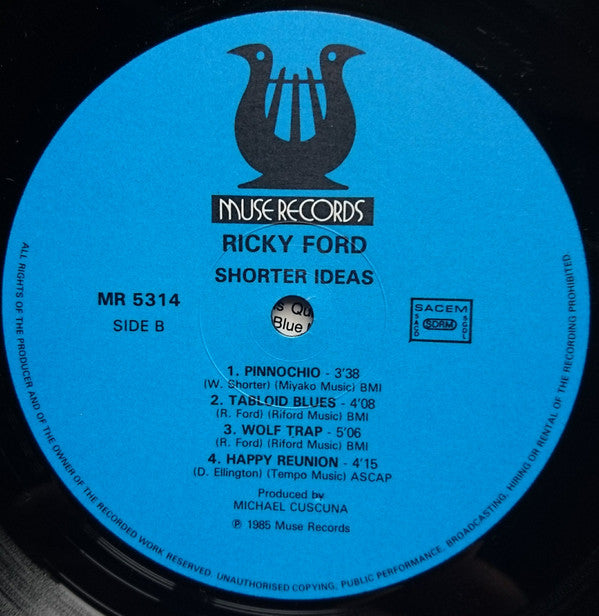 MUSE RECORDS
RICKY FORD
SHORTER IDEAS
MR 5314
SIDE B
SACEM
SACD SDRM SGDL
Qu
Blue
1. PINNOCHIO - 3'38
(W. Shorter) (Miyako Music) BMI
2. TABLOID BLUES - 4'08
(R. Ford) (Riford Music) BMI
3. WOLF TRAP - 5'06
(R. Ford) (Riford Music) BMI
4. HAPPY REUNION - 4'15
(D. Ellington) (Tempo Music) ASCAP
Produced by
MICHAEL CUSCUNA
℗ 1985 Muse Records
ALL RIGHTS OF THE PRODUCER AND OF THE OWNER OF THE RECORDED WORK RESERVED. UNAUTHORISED COPYING, PUBLIC PERFORMANCE, BROADCASTING, HIRING OR RENTAL OF THE RECORDING PROHIBITED.